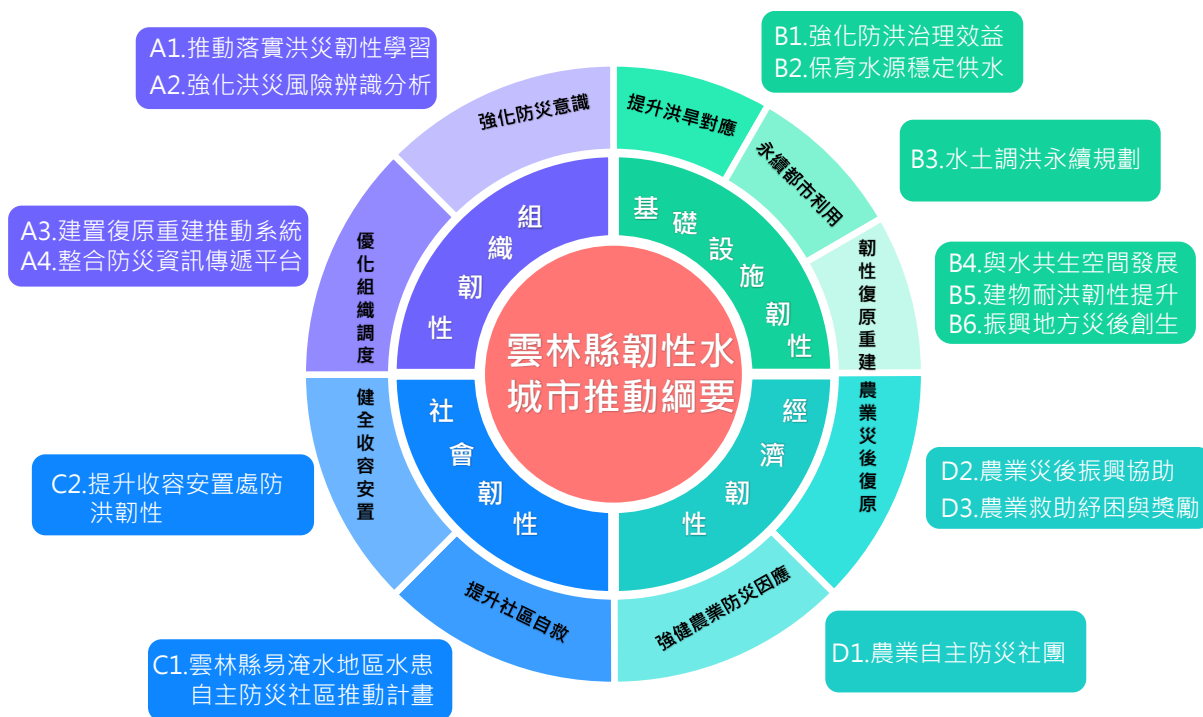 A1.推動落實洪災韌性學習
A2.強化洪災風險辨識分析
B1.強化防洪治理效益
B2.保育水源穩定供水
強化防災意識
提升洪旱對應
永續都市利用
B3.水土調洪永續規劃
組織韌性
基礎設施韌性
A3.建置復原重建推動系統
A4.整合防災資訊傳遞平台
優化組織調度
韌性復原重建
B4.與水共生空間發展
B5.建物耐洪韌性提升
B6.振興地方災後創生
雲林縣韌性水
城市推動綱要
社會韌性
經濟韌性
健全收容安置
農業災後復原
C2.提升收容安置處防
洪韌性
D2.農業災後振興協助
D3.農業救助紓困與獎勵
提升社區自救
強健農業防災因應
C1.雲林縣易淹水地區水患
自主防災社區推動計畫
D1.農業自主防災社團